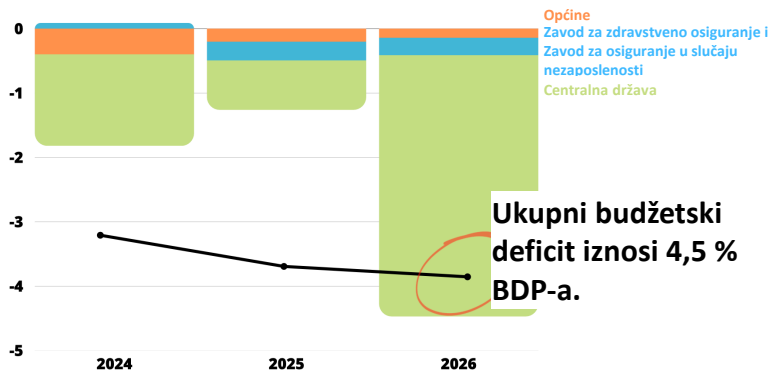 Općine
Zavod za zdravstveno osiguranje i
Zavod za osiguranje u slučaju
nezaposlenosti
Centralna država
0
-1
-2
-3
-4
-5
Ukupni budžetski
deficit iznosi 4,5 %
BDP-a.
2024
2025
2026